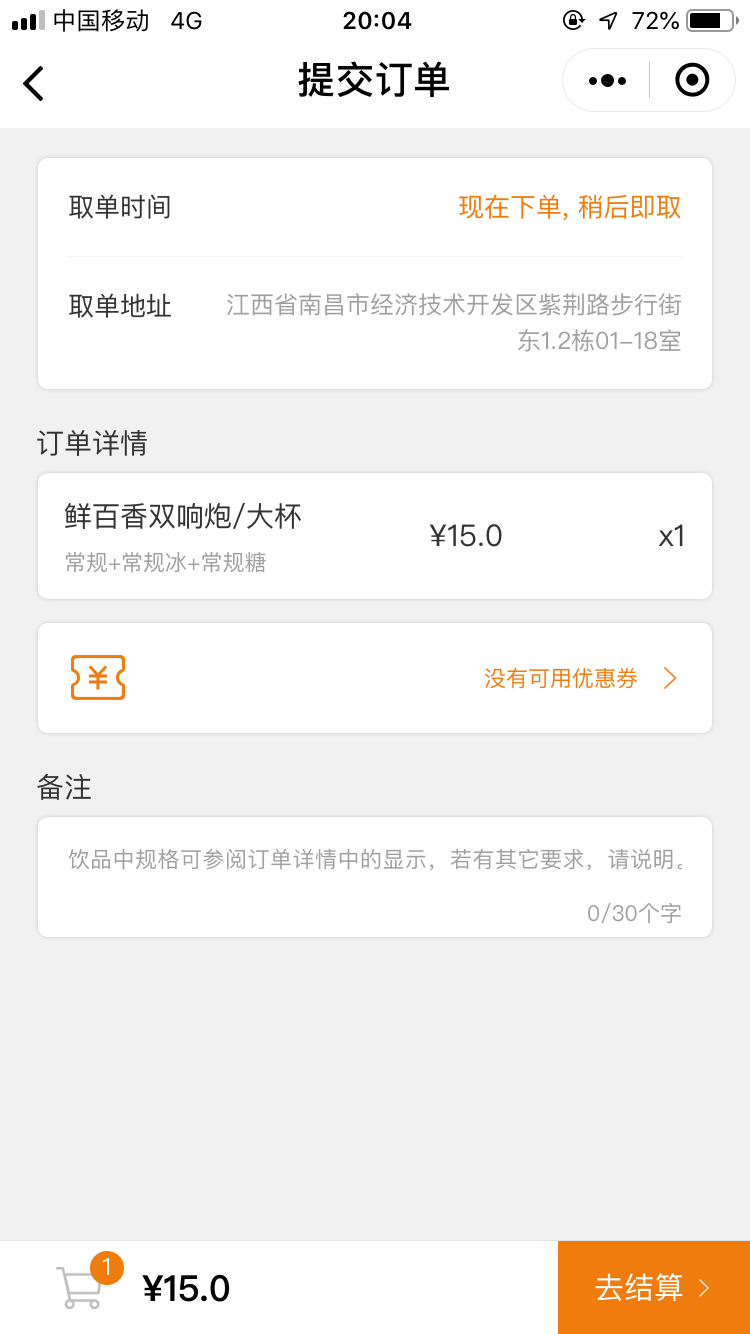 中国移动 4G 20:04 72%
提交订单
取单时间 现在下单, 稍后即取
取单地址 江西省南昌市经济技术开发区紫荆路步行街
东1.2栋01–18室
订单详情
鲜百香双响炮/大杯 ¥15.0 x1
常规+常规冰+常规糖
¥ 没有可用优惠券
备注
饮品中规格可参阅订单详情中的显示，若有其它要求，请说明。
0/30个字
1
¥15.0 去结算